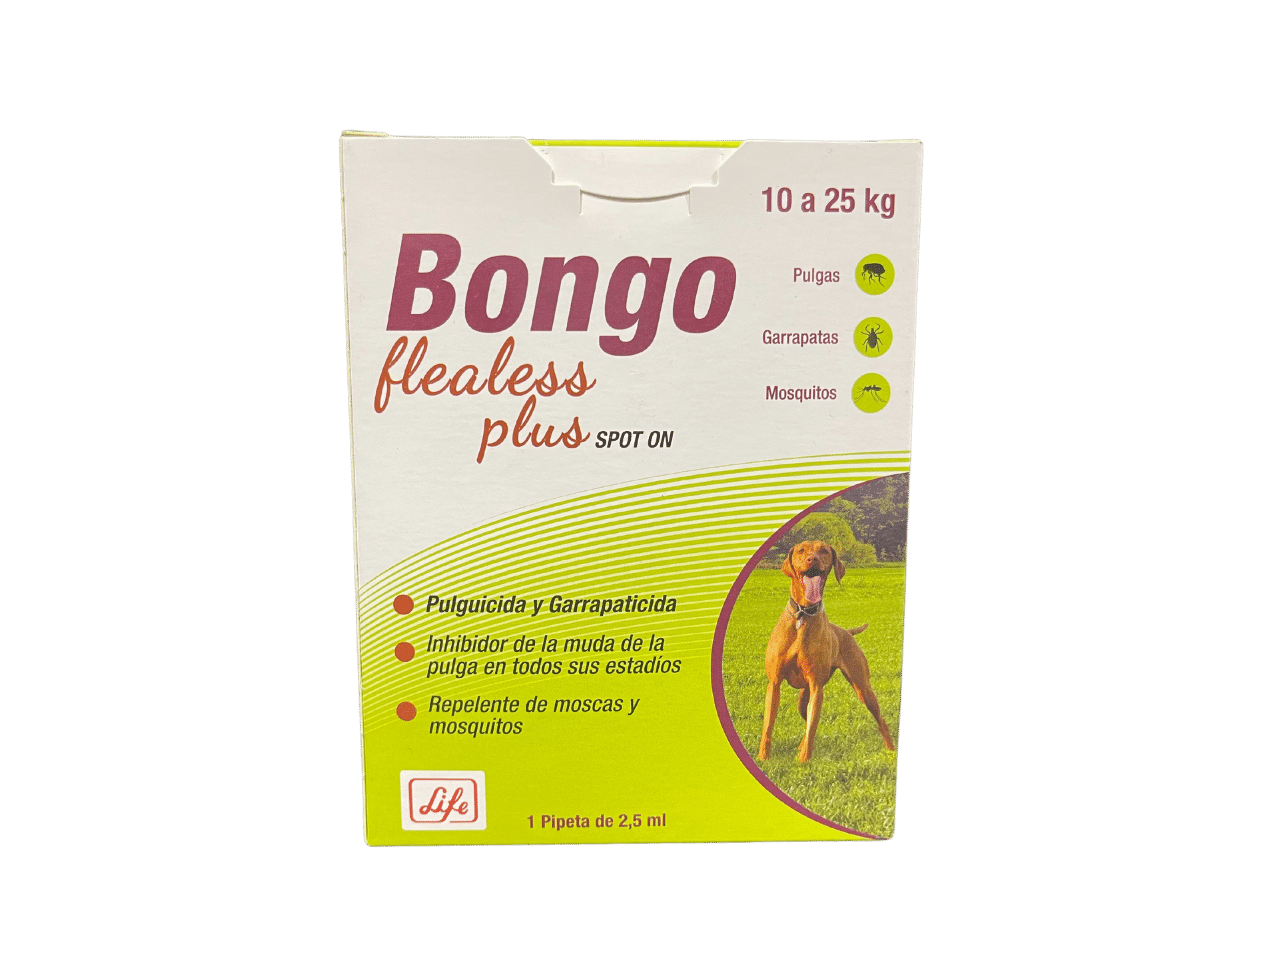 10 a 25 kg
Bongo
flealess
plus SPOT ON
Pulgas
Garrapatas
Mosquitos
Pulguicida y Garrapaticida
Inhibidor de la muda de la
pulga en todos sus estadíos
Repelente de moscas y
mosquitos
Life
1 Pipeta de 2,5 ml